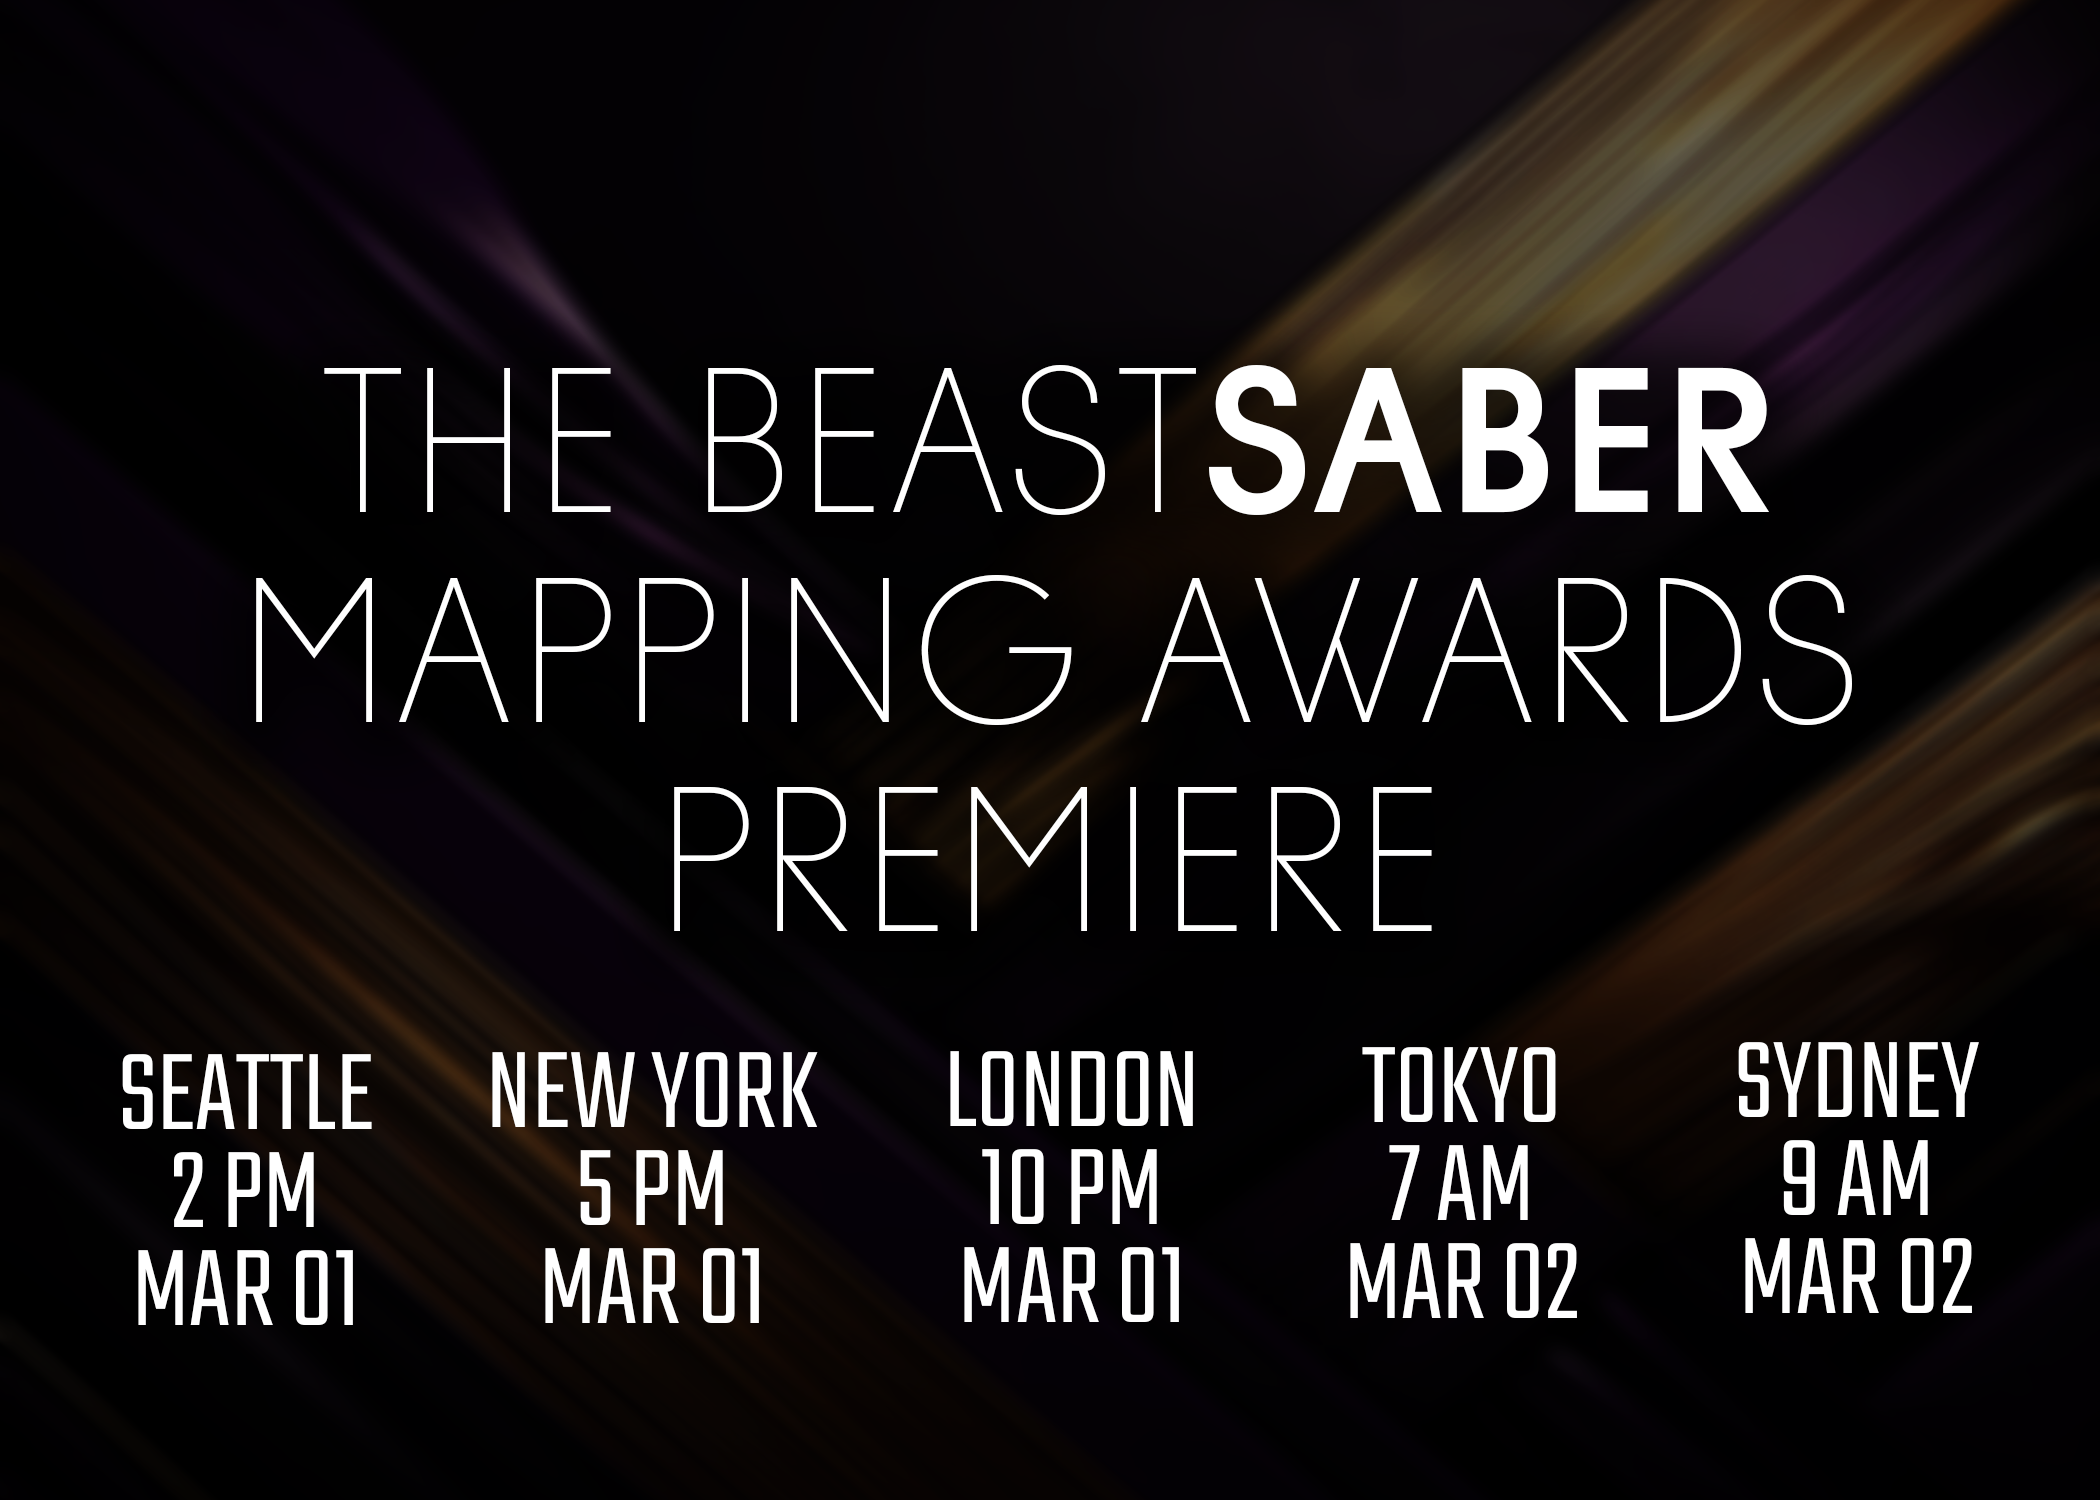 THE BEASTSABER
MAPPING AWARDS
PREMIERE
SEATTLE
2 PM
MAR 01
NEW YORK
5 PM
MAR 01
LONDON
10 PM
MAR 01
TOKYO
7 AM
MAR 02
SYDNEY
9 AM
MAR 02